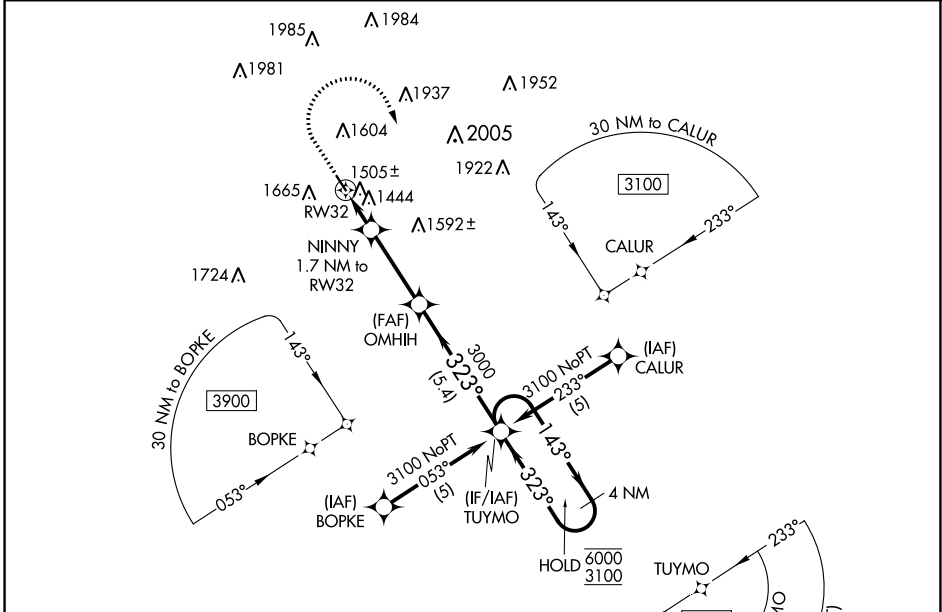 1984
1985
1981
1937
1952
1604
2005
1922
1505±
1665
1444
RW32
1592±
NINNY
1.7 NM to
RW32
1724
30 NM to CALUR
3100
143°
233°
CALUR
(FAF)
OMHIH
30 NM to BOPKE
143°
3900
BOPKE
053°
3000
323°
(5.4)
(IAF)
CALUR
3100 NoPT
233°
(5)
3100 NoPT
053°
(5)
(IAF)
BOPKE
(IF/IAF)
TUYMO
143°
323°
4 NM
HOLD 6000
3100
TUYMO
233°
MO